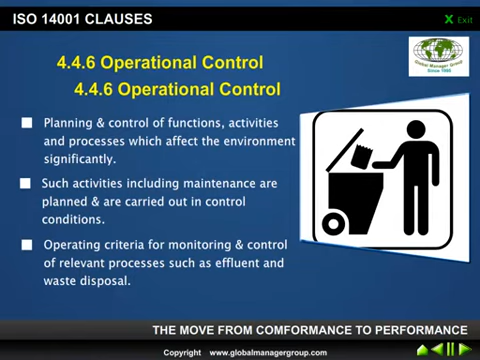 ISO 14001 CLAUSES
X Exit
4.4.6 Operational Control
4.4.6 Operational Control
Global Manager Group
Since 1995
Planning & control of functions, activities
and processes which affect the environment
significantly.
Such activities including maintenance are
planned & are carried out in control
conditions.
Operating criteria for monitoring & control
of relevant processes such as effluent and
waste disposal.
THE MOVE FROM COMFORMANCE TO PERFORMANCE
Copyright www.globalmanagergroup.com